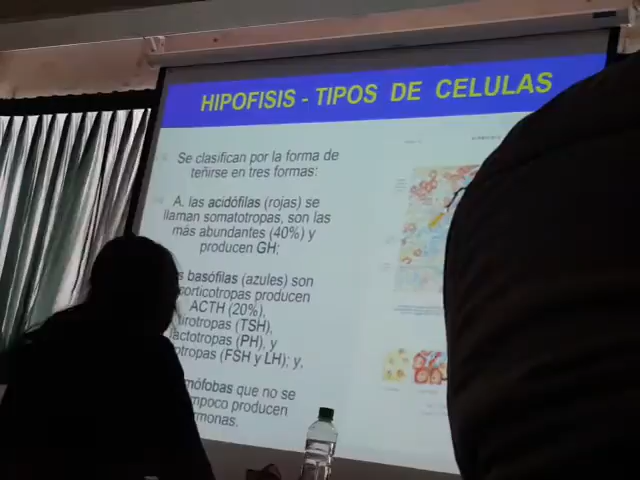 HIPOFISIS - TIPOS DE CELULAS
Se clasifican por la forma de
teñirse en tres formas:
A. las acidófilas (rojas) se
llaman somatotropas, son las
más abundantes (40%) y
producen GH;
basófilas (azules) son
corticotropas producen
ACTH (20%),
(TSH),
(PH), y
(FSH y LH); y,
que no se
producen